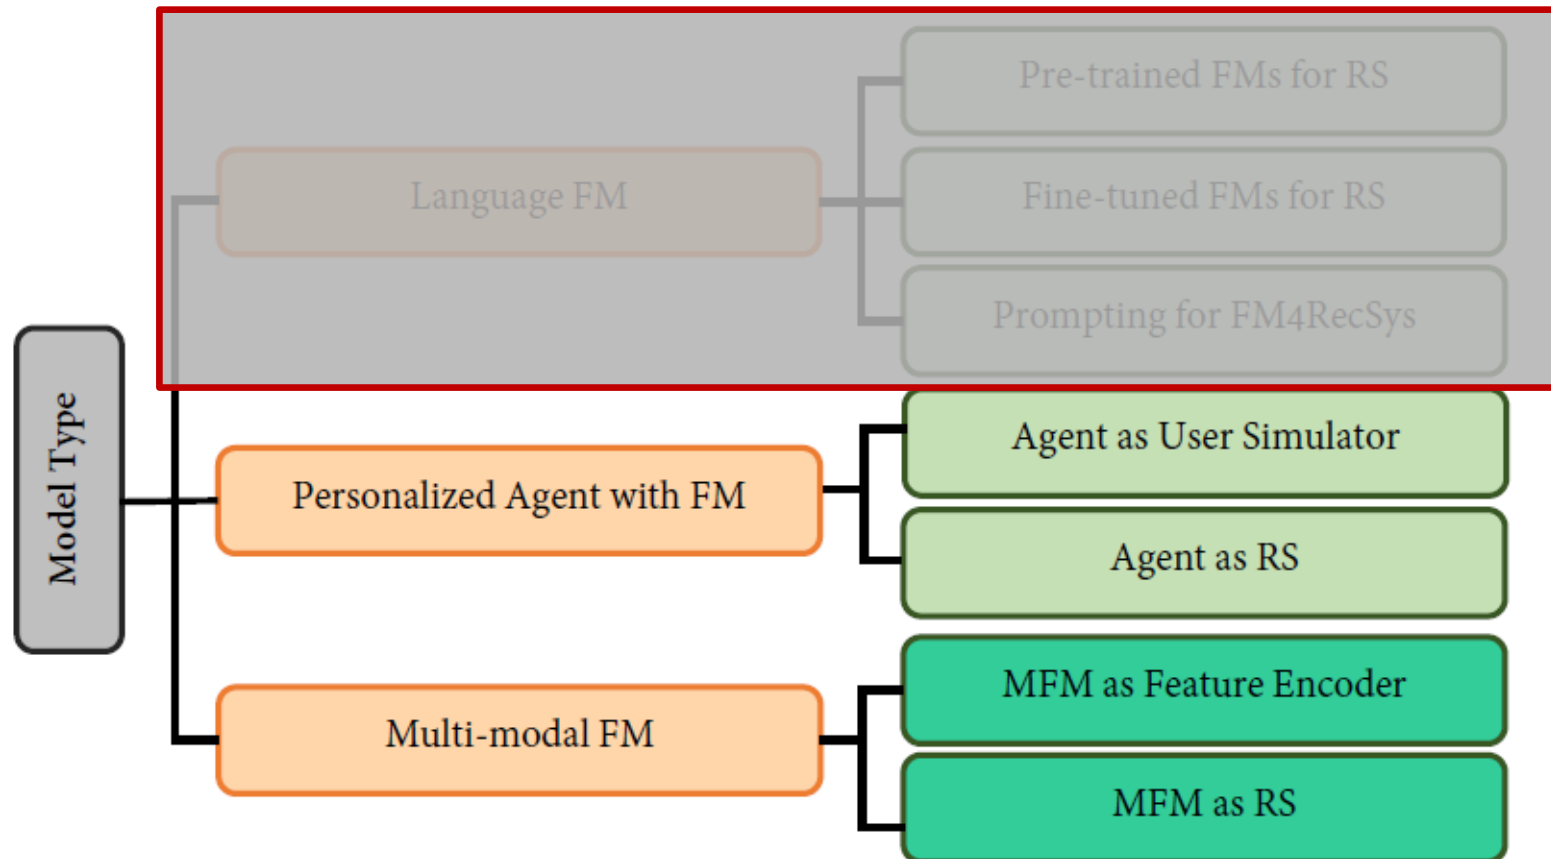 Model Type
Language FM
Pre-trained FMs for RS
Fine-tuned FMs for RS
Prompting for FM4RecSys
Personalized Agent with FM
Agent as User Simulator
Agent as RS
Multi-modal FM
MFM as Feature Encoder
MFM as RS